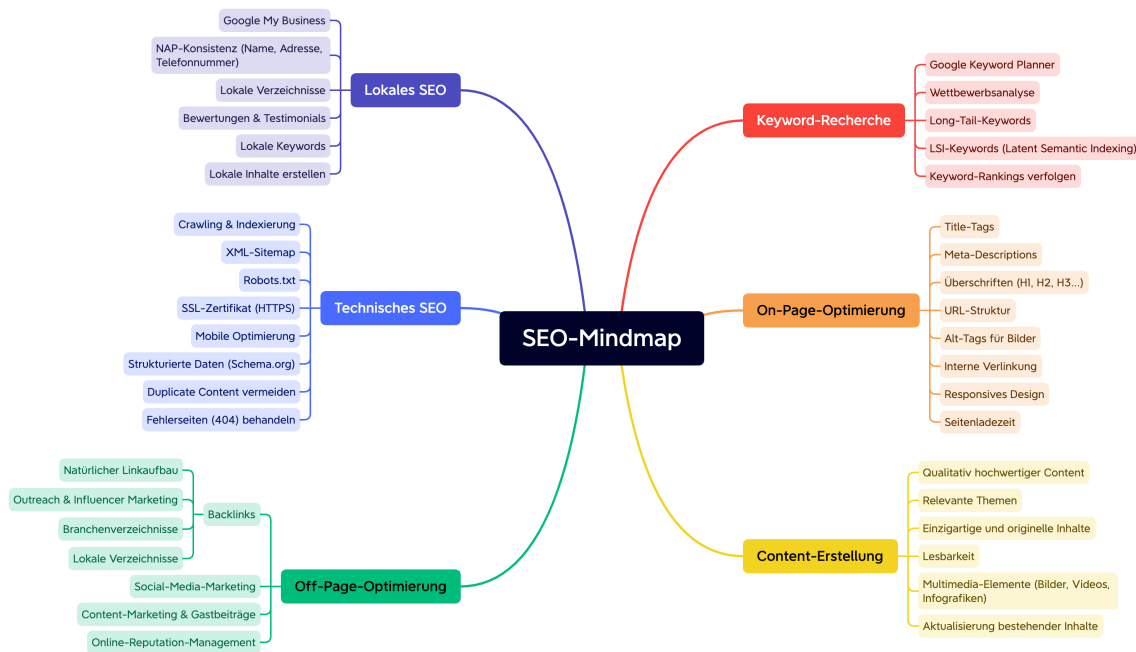 SEO-Mindmap
Lokales SEO
Google My Business
NAP-Konsistenz (Name, Adresse,
Telefonnummer)
Lokale Verzeichnisse
Bewertungen & Testimonials
Lokale Keywords
Lokale Inhalte erstellen
Technisches SEO
Crawling & Indexierung
XML-Sitemap
Robots.txt
SSL-Zertifikat (HTTPS)
Mobile Optimierung
Strukturierte Daten (Schema.org)
Duplicate Content vermeiden
Fehlerseiten (404) behandeln
Off-Page-Optimierung
Backlinks
Natürlicher Linkaufbau
Outreach & Influencer Marketing
Branchenverzeichnisse
Lokale Verzeichnisse
Social-Media-Marketing
Content-Marketing & Gastbeiträge
Online-Reputation-Management
Keyword-Recherche
Google Keyword Planner
Wettbewerbsanalyse
Long-Tail-Keywords
LSI-Keywords (Latent Semantic Indexing)
Keyword-Rankings verfolgen
On-Page-Optimierung
Title-Tags
Meta-Descriptions
Überschriften (H1, H2, H3...)
URL-Struktur
Alt-Tags für Bilder
Interne Verlinkung
Responsives Design
Seitenladezeit
Content-Erstellung
Qualitativ hochwertiger Content
Relevante Themen
Einzigartige und originelle Inhalte
Lesbarkeit
Multimedia-Elemente (Bilder, Videos,
Infografiken)
Aktualisierung bestehender Inhalte